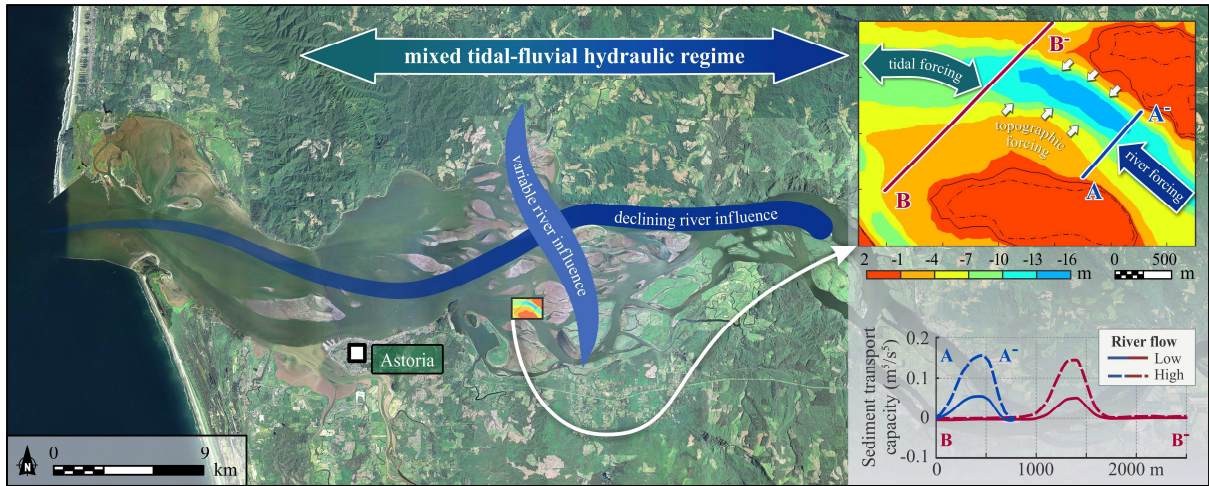 mixed tidal-fluvial hydraulic regime
variable river influence
declining river influence
Astoria
N
0 9
km
B-
tidal forcing
A-
topographic
forcing
river forcing
A
B
2 -1 -4 -7 -10 -13 -16 m 0 500 m
Sediment transport
capacity (m⁵/s⁵)
0.2
0.1
0
-0.1
A A-
B B-
River flow
Low
High
0 1000 2000 m